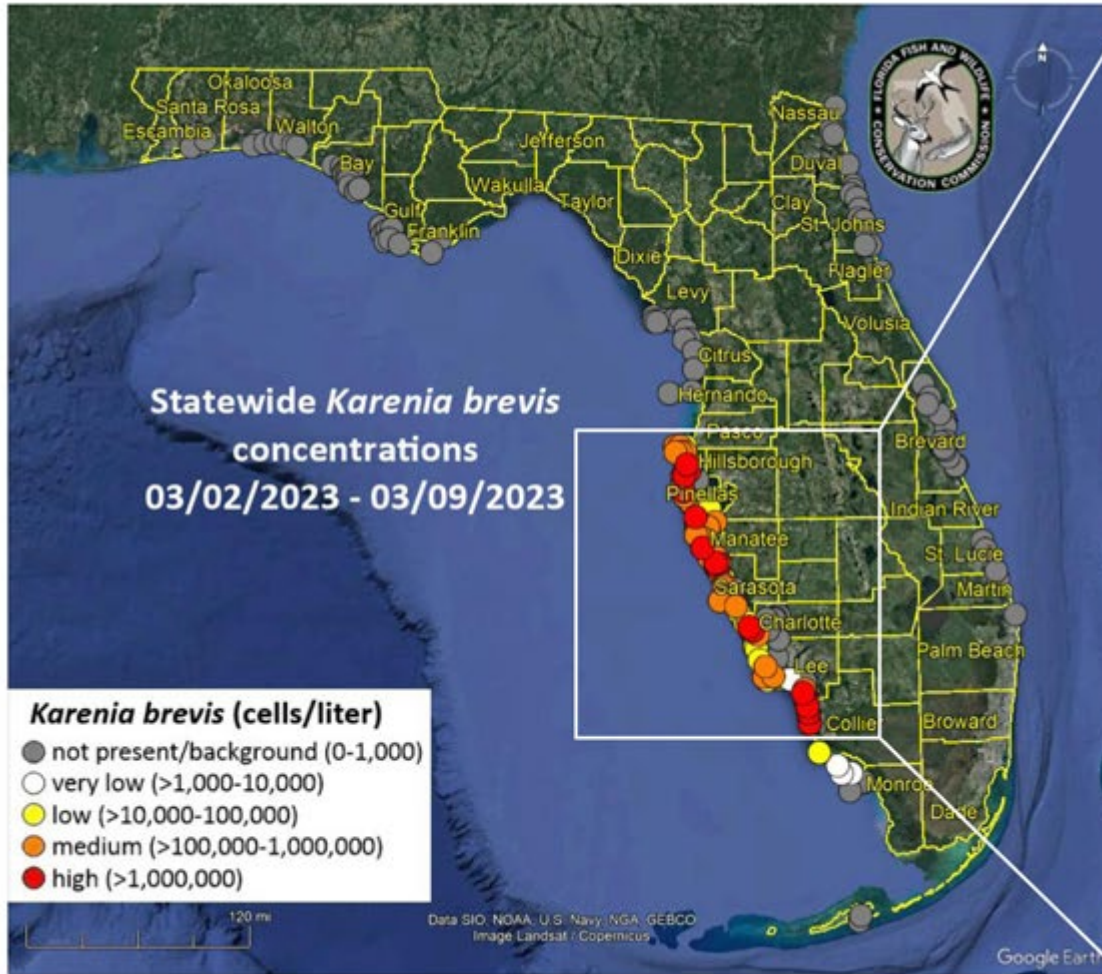 FLORIDA FISH AND WILDLIFE
CONSERVATION COMMISSION
N
Okaloosa
Santa Rosa
Escambia
Walton
Bay
Gulf
Franklin
Jefferson
Wakulla
Taylor
Dixie
Levy
Nassau
Duval
Clay
St Johns
Flagler
Volusia
Citrus
Hernando
Pasco
Hillsborough
Pinellas
Manatee
Sarasota
Charlotte
Lee
Collier
Monroe
Brevard
Indian River
St. Lucie
Martin
Palm Beach
Broward
Dade
Statewide Karenia brevis
concentrations
03/02/2023 - 03/09/2023
Karenia brevis (cells/liter)
not present/background (0-1,000)
very low (>1,000-10,000)
low (>10,000-100,000)
medium (>100,000-1,000,000)
high (>1,000,000)
120 mi
Data SIO, NOAA, U.S. Navy, NGA, GEBCO
Image Landsat / Copernicus
Google Earth